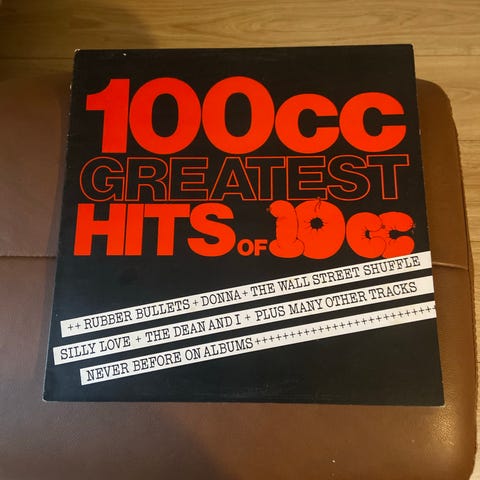 100cc
GREATEST
HITS OF 10cc
++ RUBBER BULLETS + DONNA + THE WALL STREET SHUFFLE
SILLY LOVE + THE DEAN AND I + PLUS MANY OTHER TRACKS
NEVER BEFORE ON ALBUMS ++++++++++++++++++++++++++++++